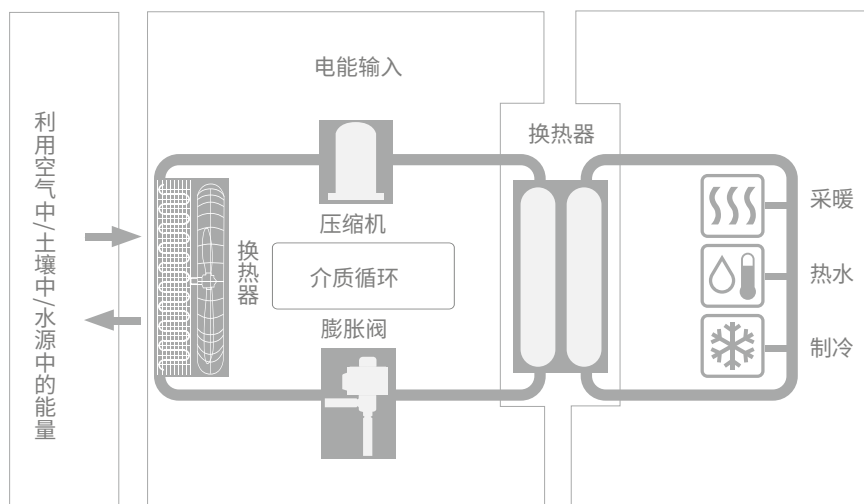 利用空气中/土壤中/水源中的能量
电能输入
换热器
压缩机
换热器
介质循环
膨胀阀
采暖
热水
制冷